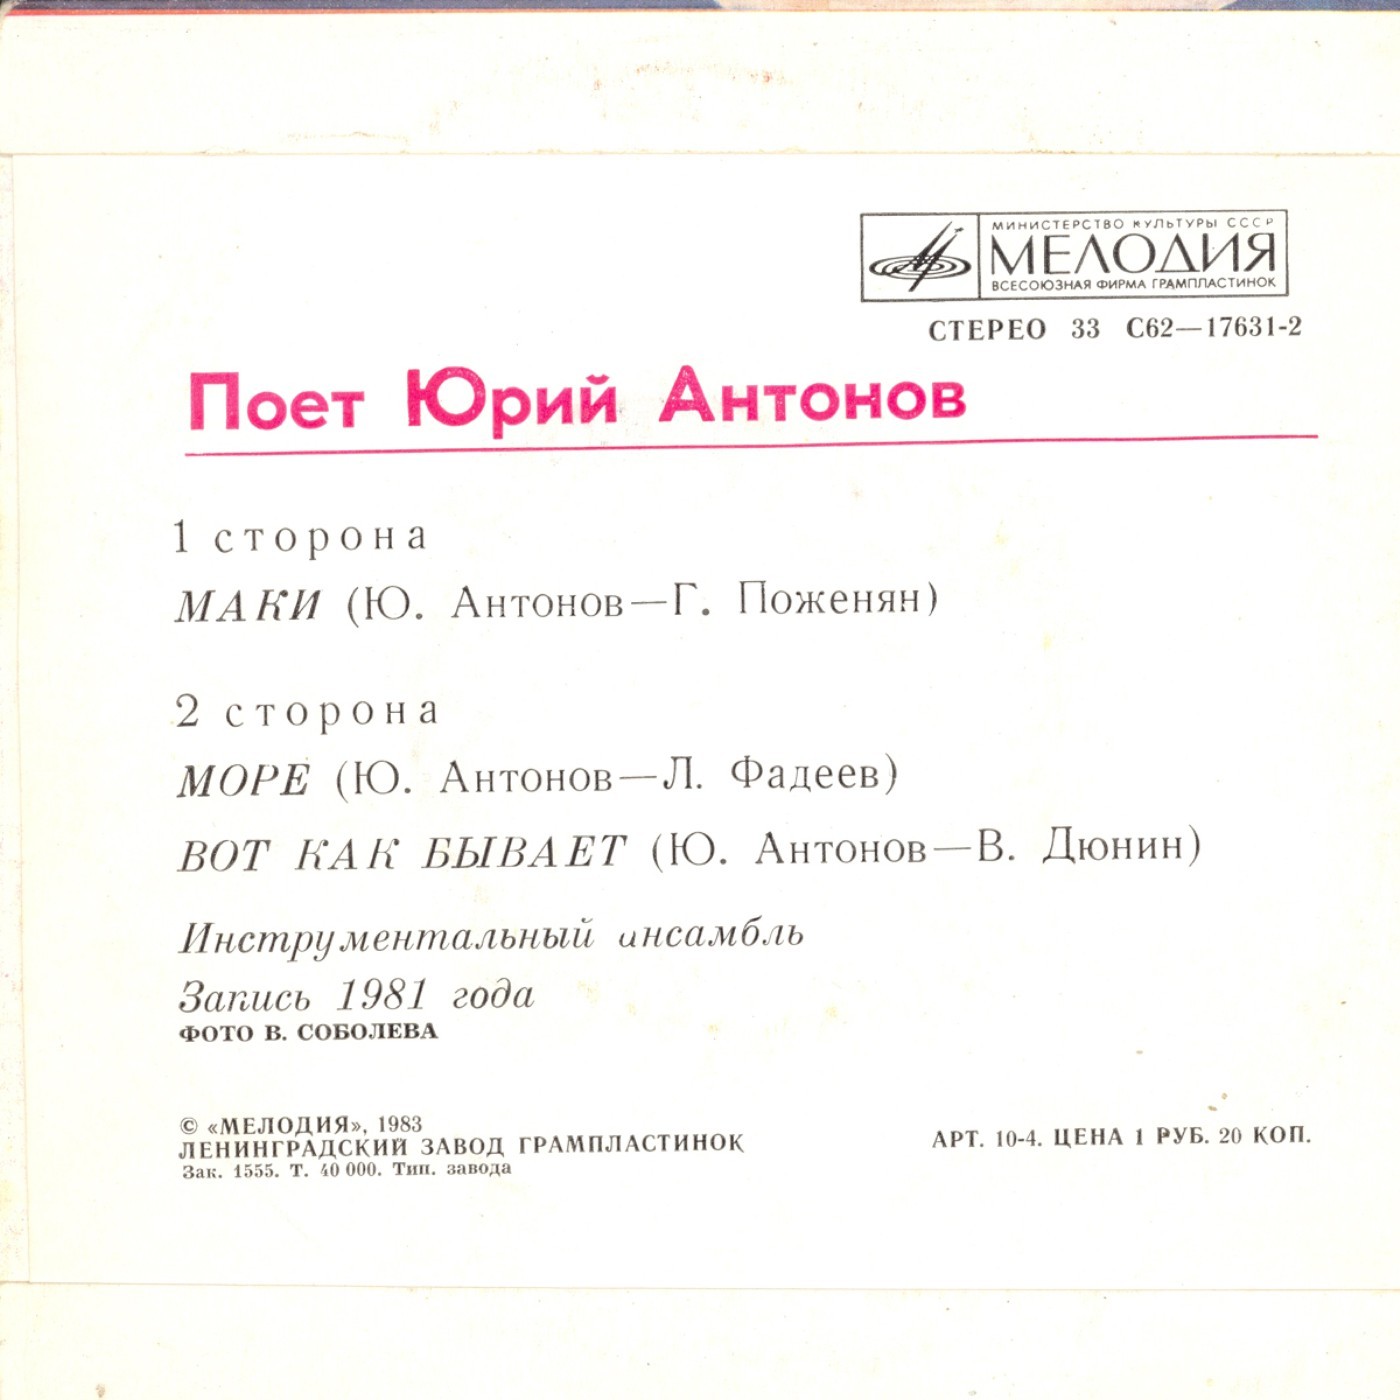 МИНИСТЕРСТВО КУЛЬТУРЫ СССР
МЕЛОДИЯ
ВСЕСОЮЗНАЯ ФИРМА ГРАМПЛАСТИНОК
СТЕРЕО 33 С62—17631-2
Поет Юрий Антонов
1 сторона
МАКИ (Ю. Антонов—Г. Поженян)
2 сторона
МОРЕ (Ю. Антонов—Л. Фадеев)
ВОТ КАК БЫВАЕТ (Ю. Антонов—В. Дюнин)
Инструментальный ансамбль
Запись 1981 года
ФОТО В. СОБОЛЕВА
© «МЕЛОДИЯ», 1983
ЛЕНИНГРАДСКИЙ ЗАВОД ГРАМПЛАСТИНОК
Зак. 1555. Т. 40 000. Тип. завода
АРТ. 10-4. ЦЕНА 1 РУБ. 20 КОП.